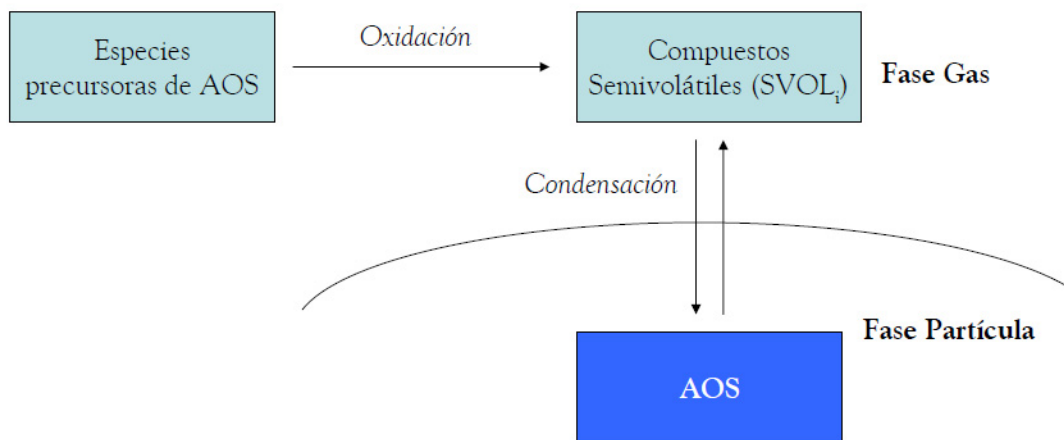 Especies
precursoras de AOS
Oxidación
Compuestos
Semivolátiles (SVOLi)
Fase Gas
Condensación
Fase Partícula
AOS